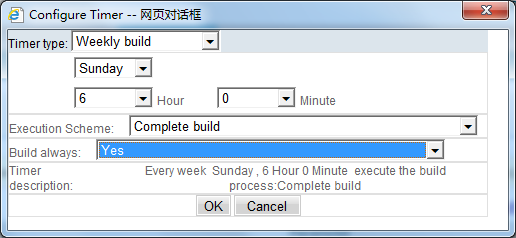 Configure Timer -- 网页对话框
Timer type: Weekly build
Sunday
6 Hour 0 Minute
Execution Scheme: Complete build
Build always: Yes
Timer description: Every week Sunday , 6 Hour 0 Minute execute the build
process:Complete build
OK Cancel